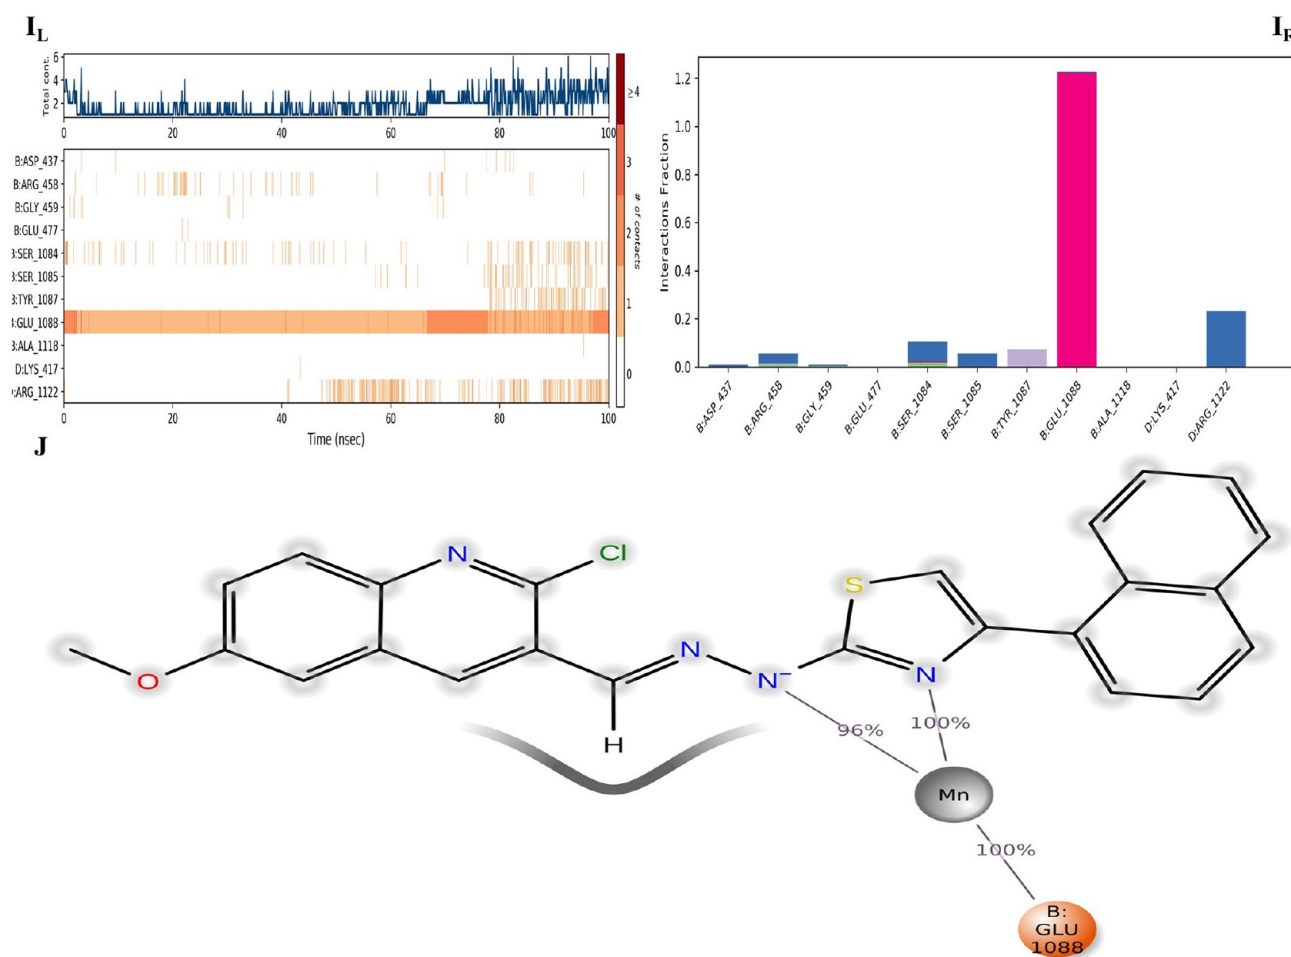 I_L
I_R
Total cont.
6
4
2
0 20 40 60 80 100
B:ASP_437
B:ARG_458
B:GLY_459
B:GLU_477
B:SER_1084
B:SER_1085
B:TYR_1087
B:GLU_1088
B:ALA_1118
D:LYS_417
D:ARG_1122
0 20 40 60 80 100
Time (nsec)
≥4
3
2
1
0
# of contacts
Interactions Fraction
1.2
1.0
0.8
0.6
0.4
0.2
0.0
B:ASP_437
B:ARG_458
B:GLY_459
B:GLU_477
B:SER_1084
B:SER_1085
B:TYR_1087
B:GLU_1088
B:ALA_1118
D:LYS_417
D:ARG_1122
J
N
Cl
S
N
N
O
N⁻
H
96%
100%
Mn
100%
B:
GLU
1088